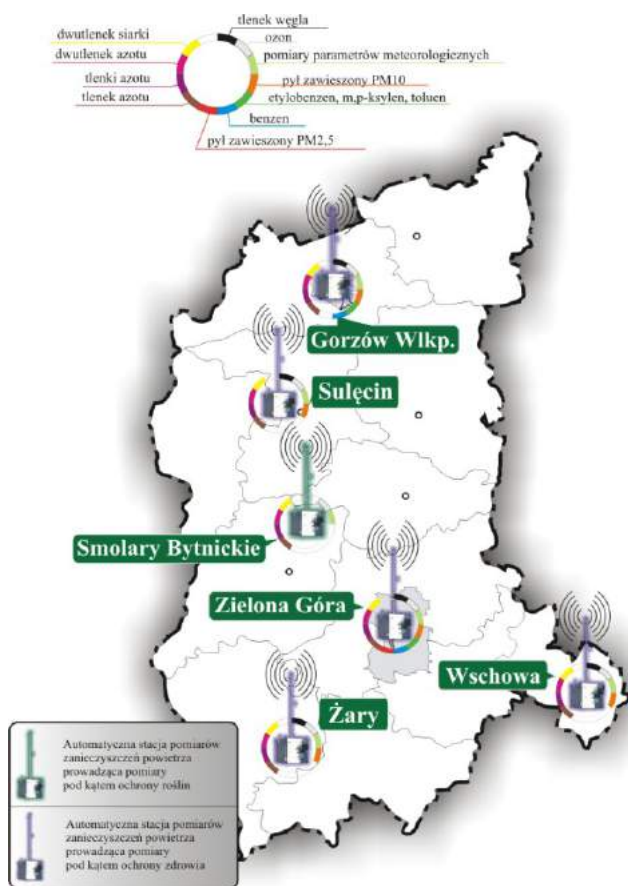 tlenek węgla
dwutlenek siarki
ozon
dwutlenek azotu
pomiary parametrów meteorologicznych
tlenki azotu
pył zawieszony PM10
tlenek azotu
etylobenzen, m,p-ksylen, toluen
benzen
pył zawieszony PM2,5
Gorzów Wlkp.
Sulęcin
Smolary Bytnickie
Zielona Góra
Wschowa
Żary
Automatyczna stacja pomiarów
zanieczyszczeń powietrza
prowadząca pomiary
pod kątem ochrony roślin
Automatyczna stacja pomiarów
zanieczyszczeń powietrza
prowadząca pomiary
pod kątem ochrony zdrowia